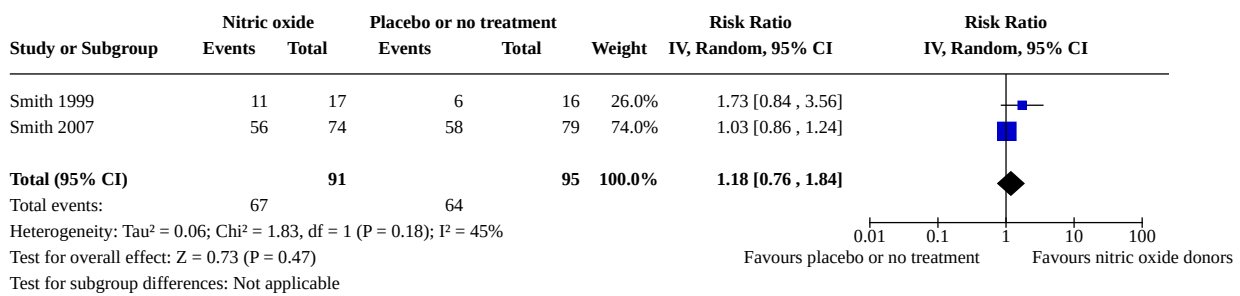 Nitric oxide Placebo or no treatment Risk Ratio Risk Ratio
Study or Subgroup Events Total Events Total Weight IV, Random, 95% CI IV, Random, 95% CI
Smith 1999 11 17 6 16 26.0% 1.73 [0.84 , 3.56]
Smith 2007 56 74 58 79 74.0% 1.03 [0.86 , 1.24]
Total (95% CI) 91 95 100.0% 1.18 [0.76 , 1.84]
Total events: 67 64
Heterogeneity: Tau² = 0.06; Chi² = 1.83, df = 1 (P = 0.18); I² = 45%
0.01 0.1 1 10 100
Test for overall effect: Z = 0.73 (P = 0.47) Favours placebo or no treatment Favours nitric oxide donors
Test for subgroup differences: Not applicable